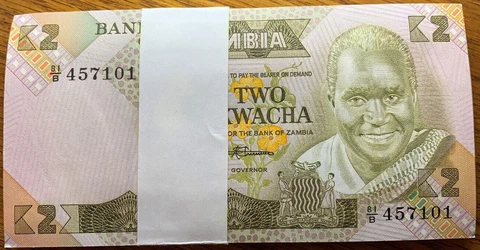 K2 BAN MBIA
81/B 457101
TO PAY THE BEARER ON DEMAND
TWO
KWACHA
FOR THE BANK OF ZAMBIA
GOVERNOR
K2 81/B 457101 K2